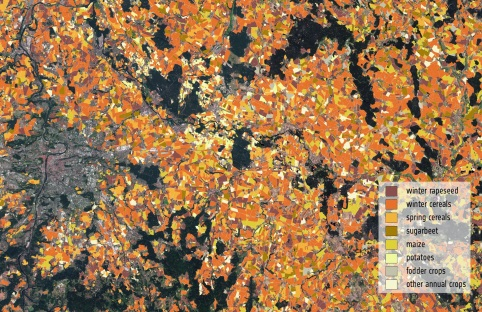 winter rapeseed
winter cereals
spring cereals
sugarbeet
maize
potatoes
fodder crops
other annual crops